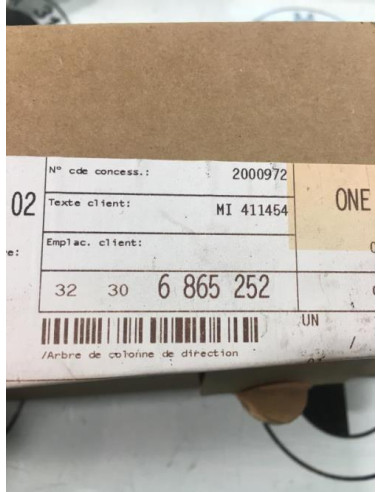 N° cde concess.: 2000972
02 Texte client: MI 411454 ONE
Emplac. client:
32 30 6 865 252
UN
/Arbre de colonne de direction